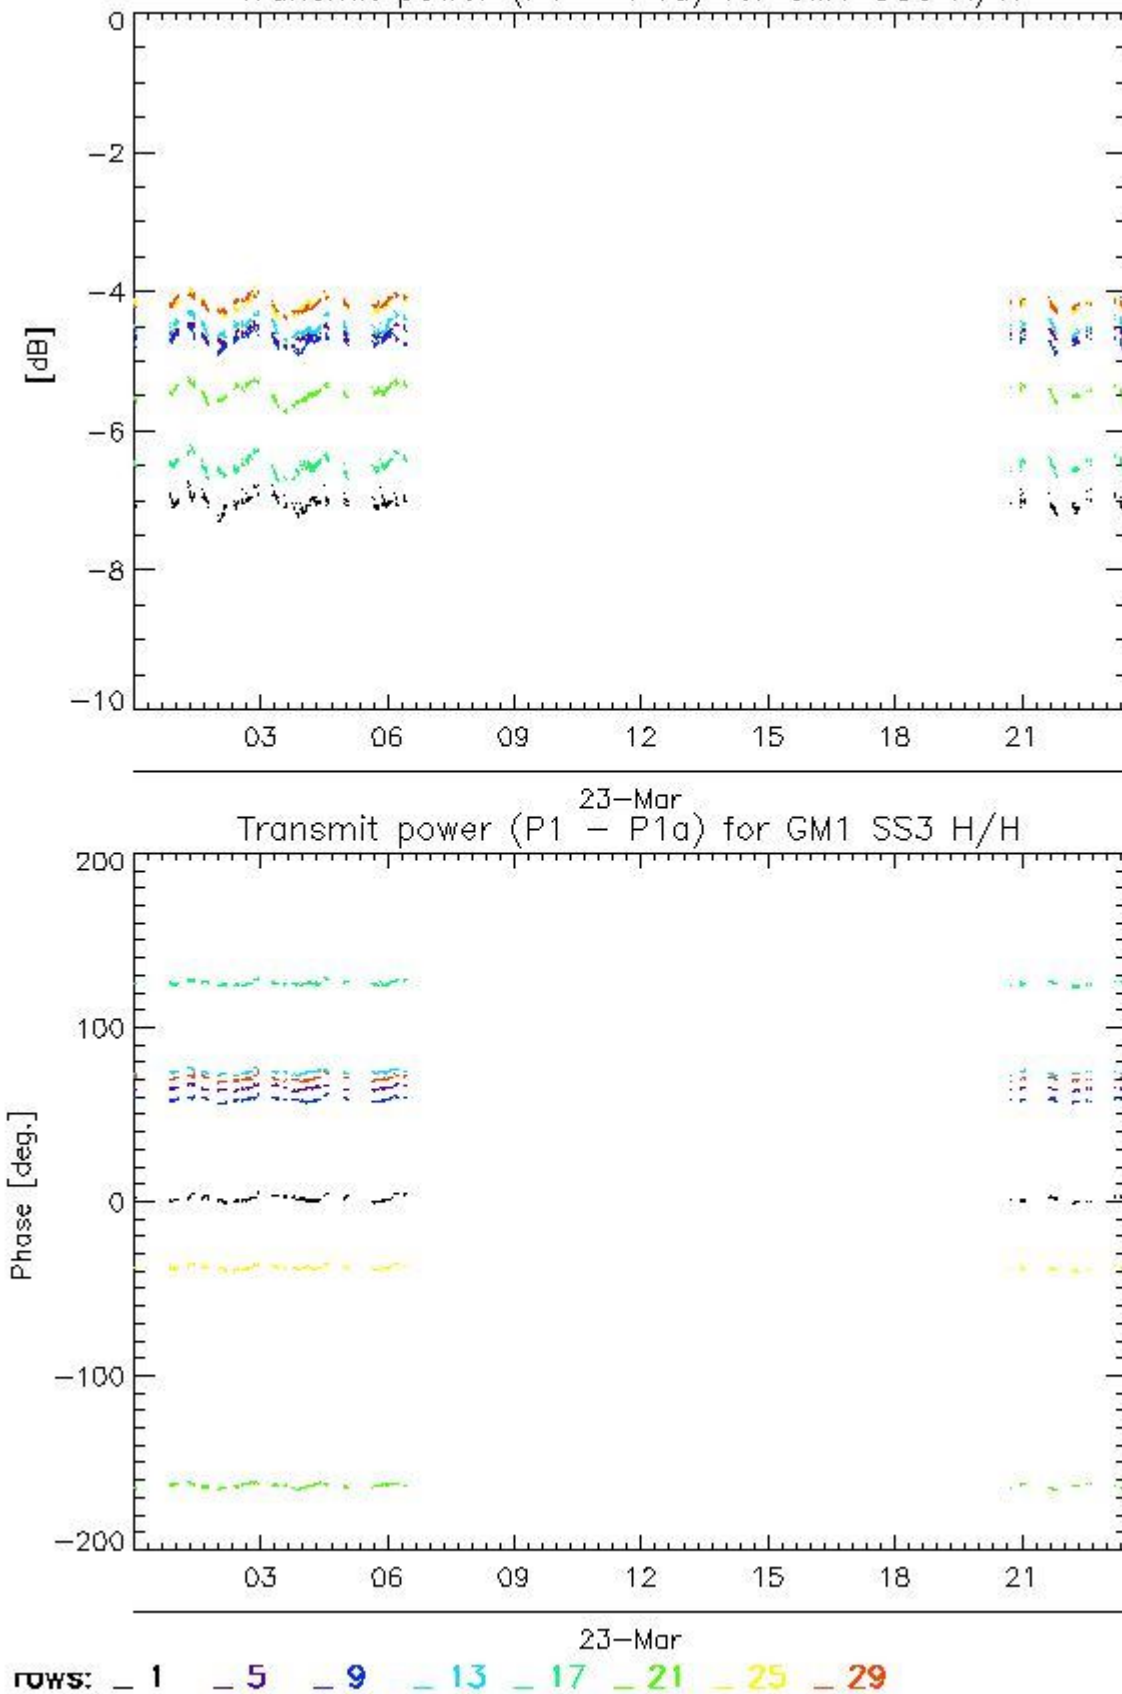 0
−2
−4
[dB]
−6
−8
−10
03 06 09 12 15 18 21
23−Mar
Transmit power (P1 − P1a) for GM1 SS3 H/H
200
100
0
Phase [deg.]
−100
−200
03 06 09 12 15 18 21
23−Mar
rows: _ 1 _ 5 _ 9 _ 13 _ 17 _ 21 _ 25 _ 29